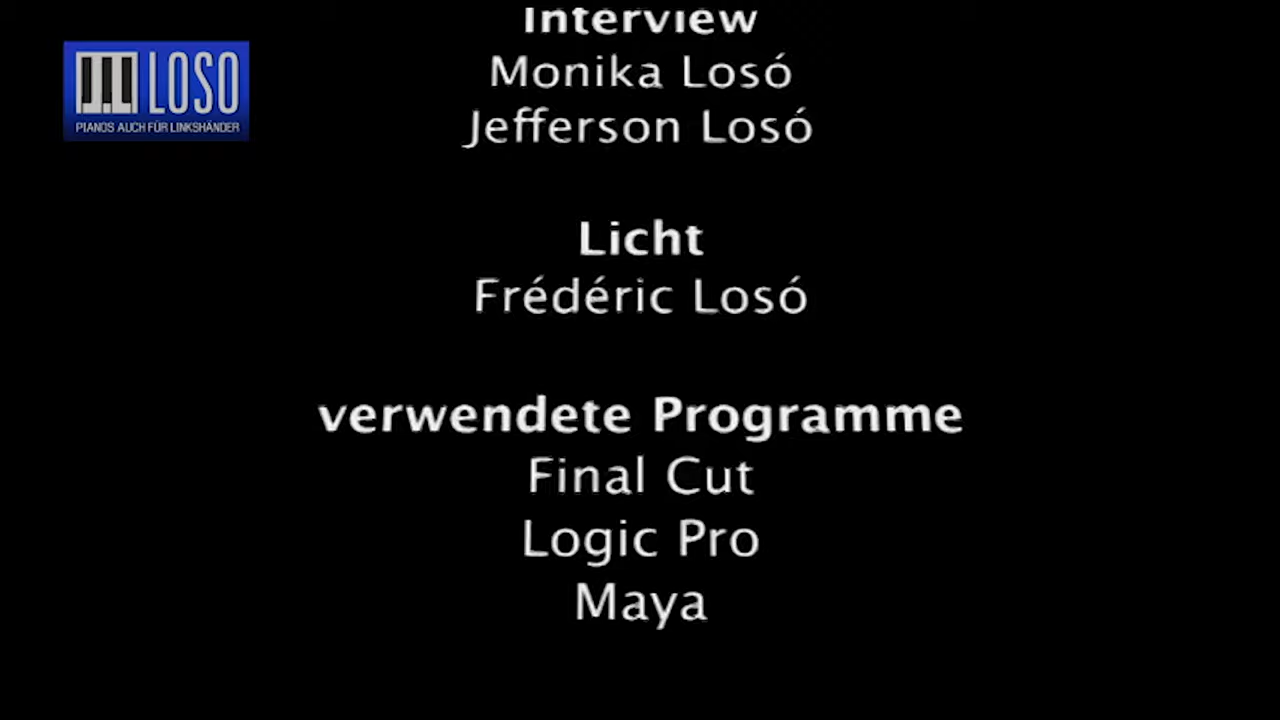 Interview
LOSO
PIANOS AUCH FÜR LINKSHÄNDER
Monika Losó
Jefferson Losó
Licht
Frédéric Losó
verwendete Programme
Final Cut
Logic Pro
Maya